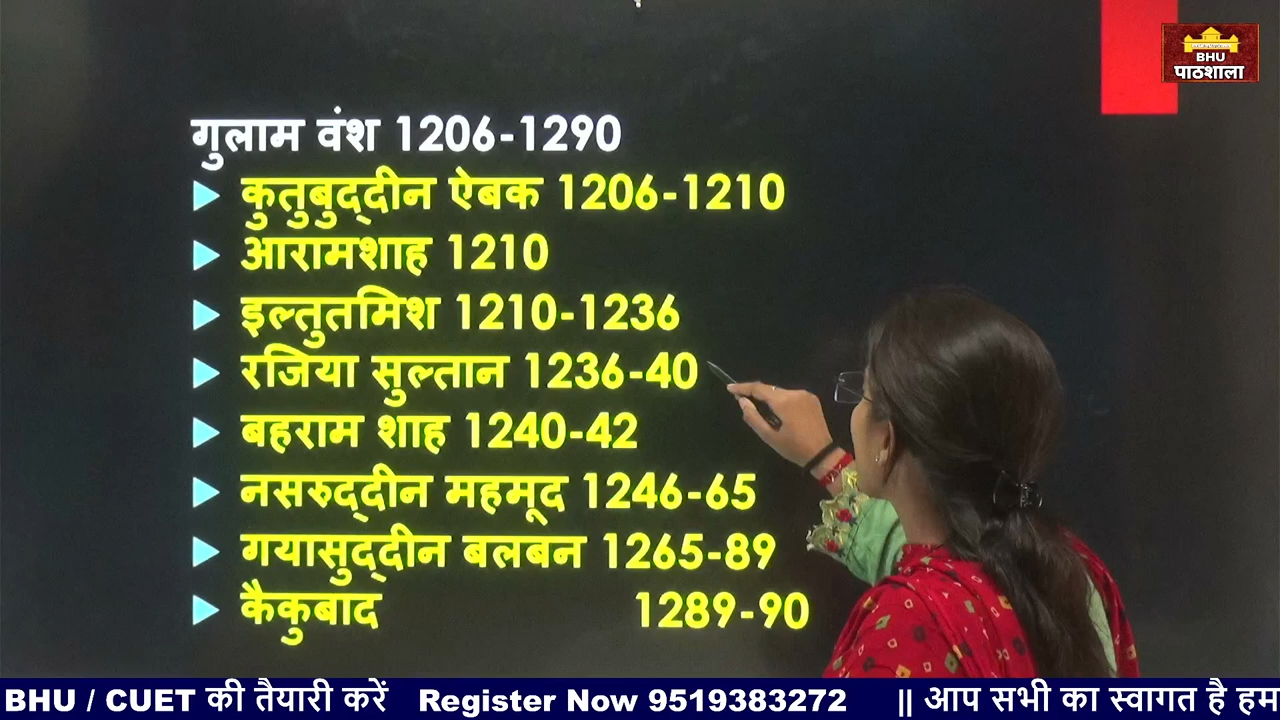 BHU
पाठशाला
गुलाम वंश 1206-1290
कुतुबुद्दीन ऐबक 1206-1210
आरामशाह 1210
इल्तुतमिश 1210-1236
रजिया सुल्तान 1236-40
बहराम शाह 1240-42
नसरुद्दीन महमूद 1246-65
गयासुद्दीन बलबन 1265-89
कैकुबाद 1289-90
BHU / CUET की तैयारी करें Register Now 9519383272 || आप सभी का स्वागत है हम